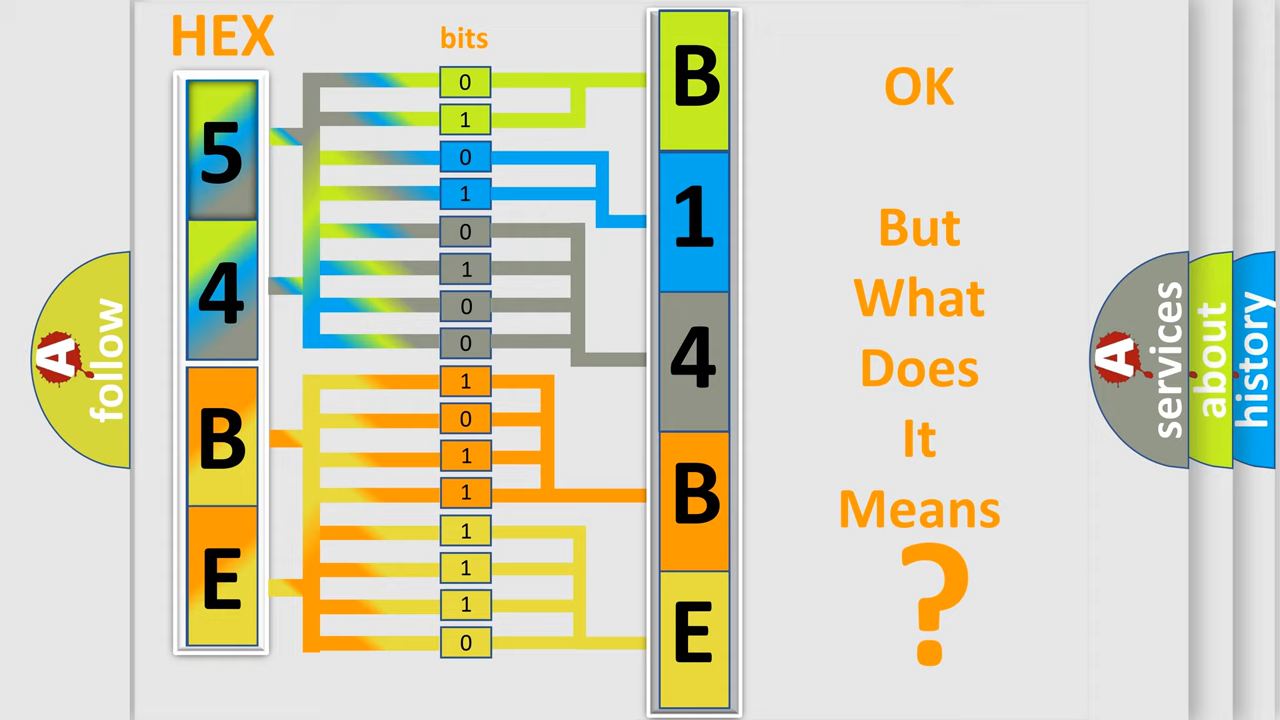 HEX
bits
5
4
B
E
0
1
0
1
0
1
0
0
1
0
1
1
1
1
1
0
B
1
4
B
E
OK
But
What
Does
It
Means
?
A
follow
A
services
about
history